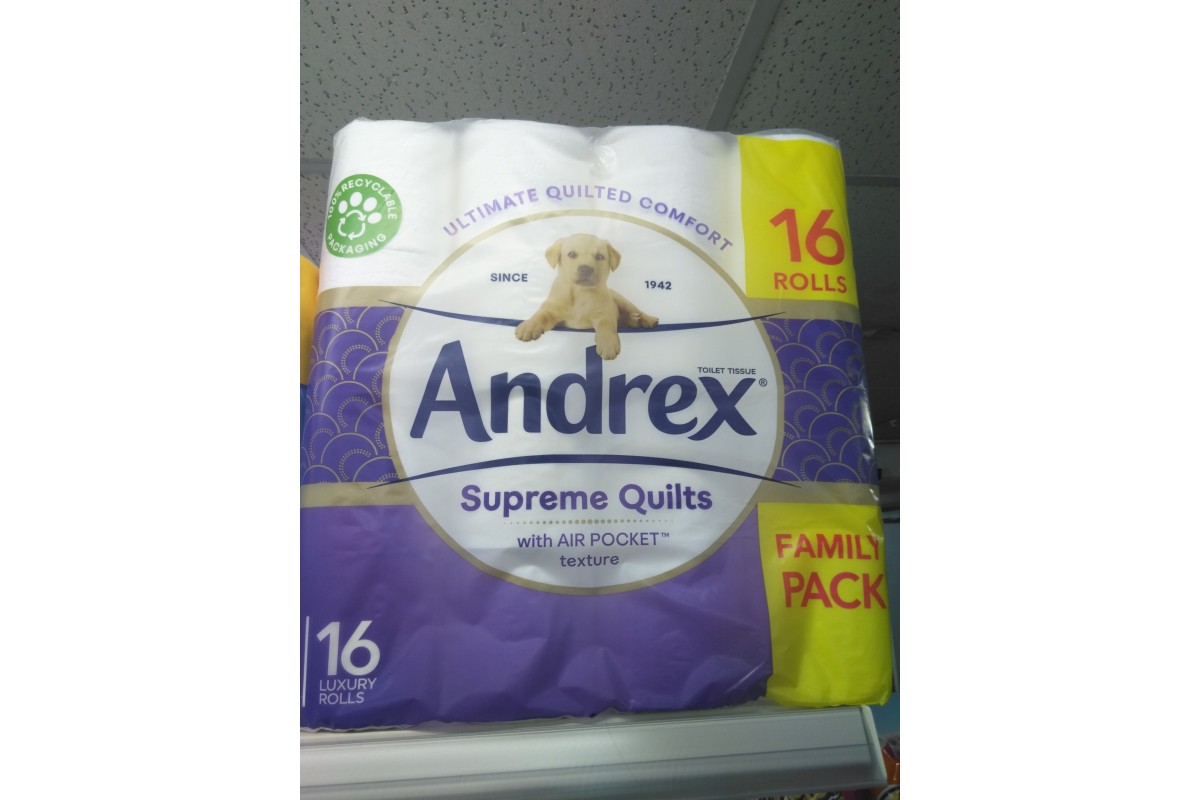 100% RECYCLABLE
PACKAGING
ULTIMATE QUILTED COMFORT
16
ROLLS
SINCE 1942
TOILET TISSUE
Andrex®
Supreme Quilts
with AIR POCKET™
texture
FAMILY
PACK
16
LUXURY
ROLLS